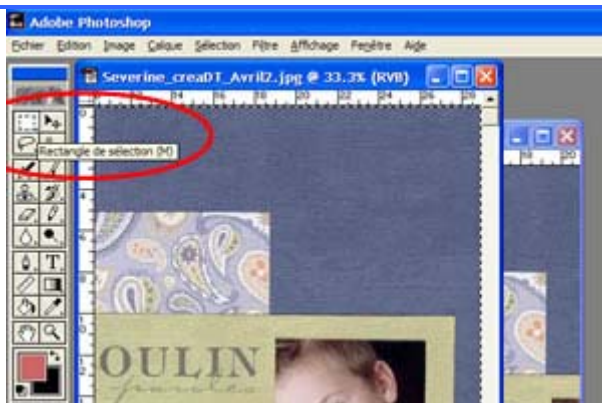 Adobe Photoshop
Fichier Edition Image Calque Sélection Filtre Affichage Fenêtre Aide
Severine_creaDT_Avril2.jpg @ 33.3% (RVB)
Rectangle de sélection (M)
T
OULIN
paroles